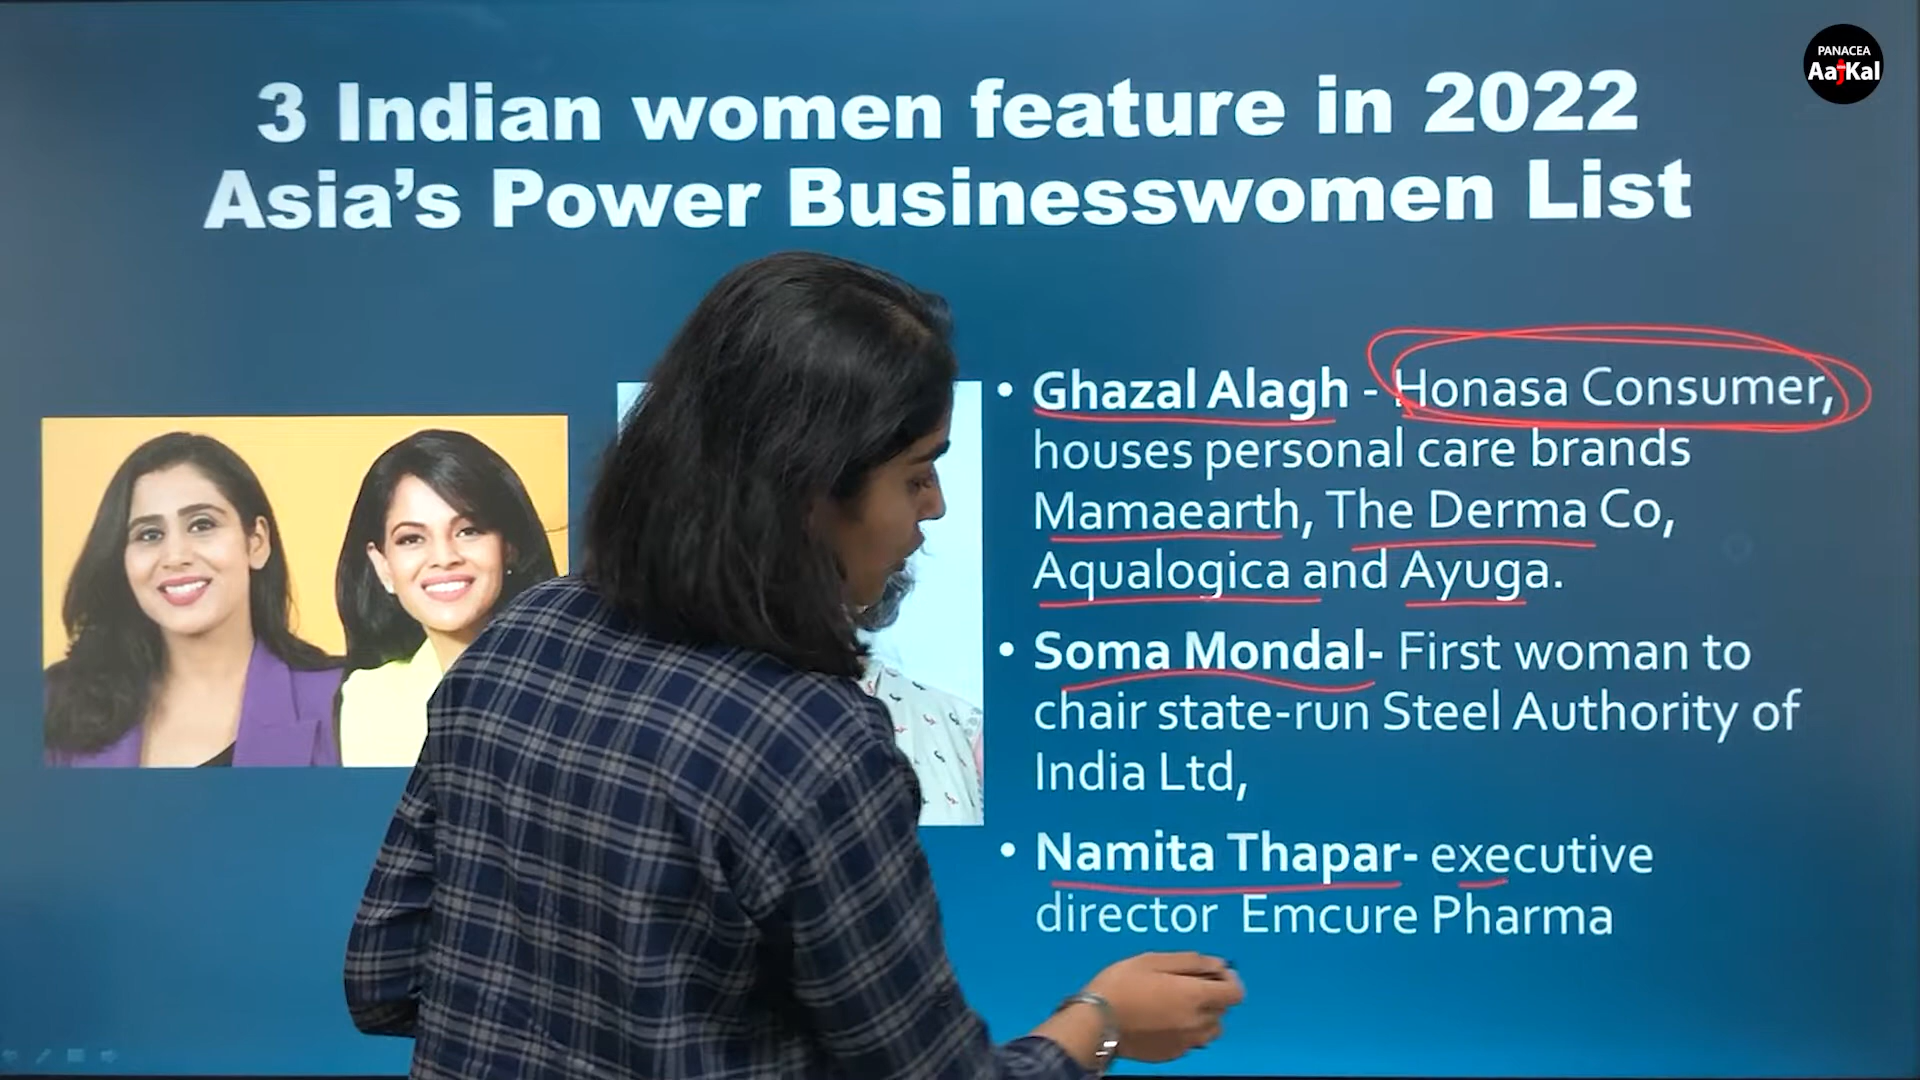 PANACEA
AajKal
3 Indian women feature in 2022
Asia's Power Businesswomen List
• Ghazal Alagh - Honasa Consumer,
houses personal care brands
Mamaearth, The Derma Co,
Aqualogica and Ayuga.
• Soma Mondal- First woman to
chair state-run Steel Authority of
India Ltd,
• Namita Thapar- executive
director Emcure Pharma